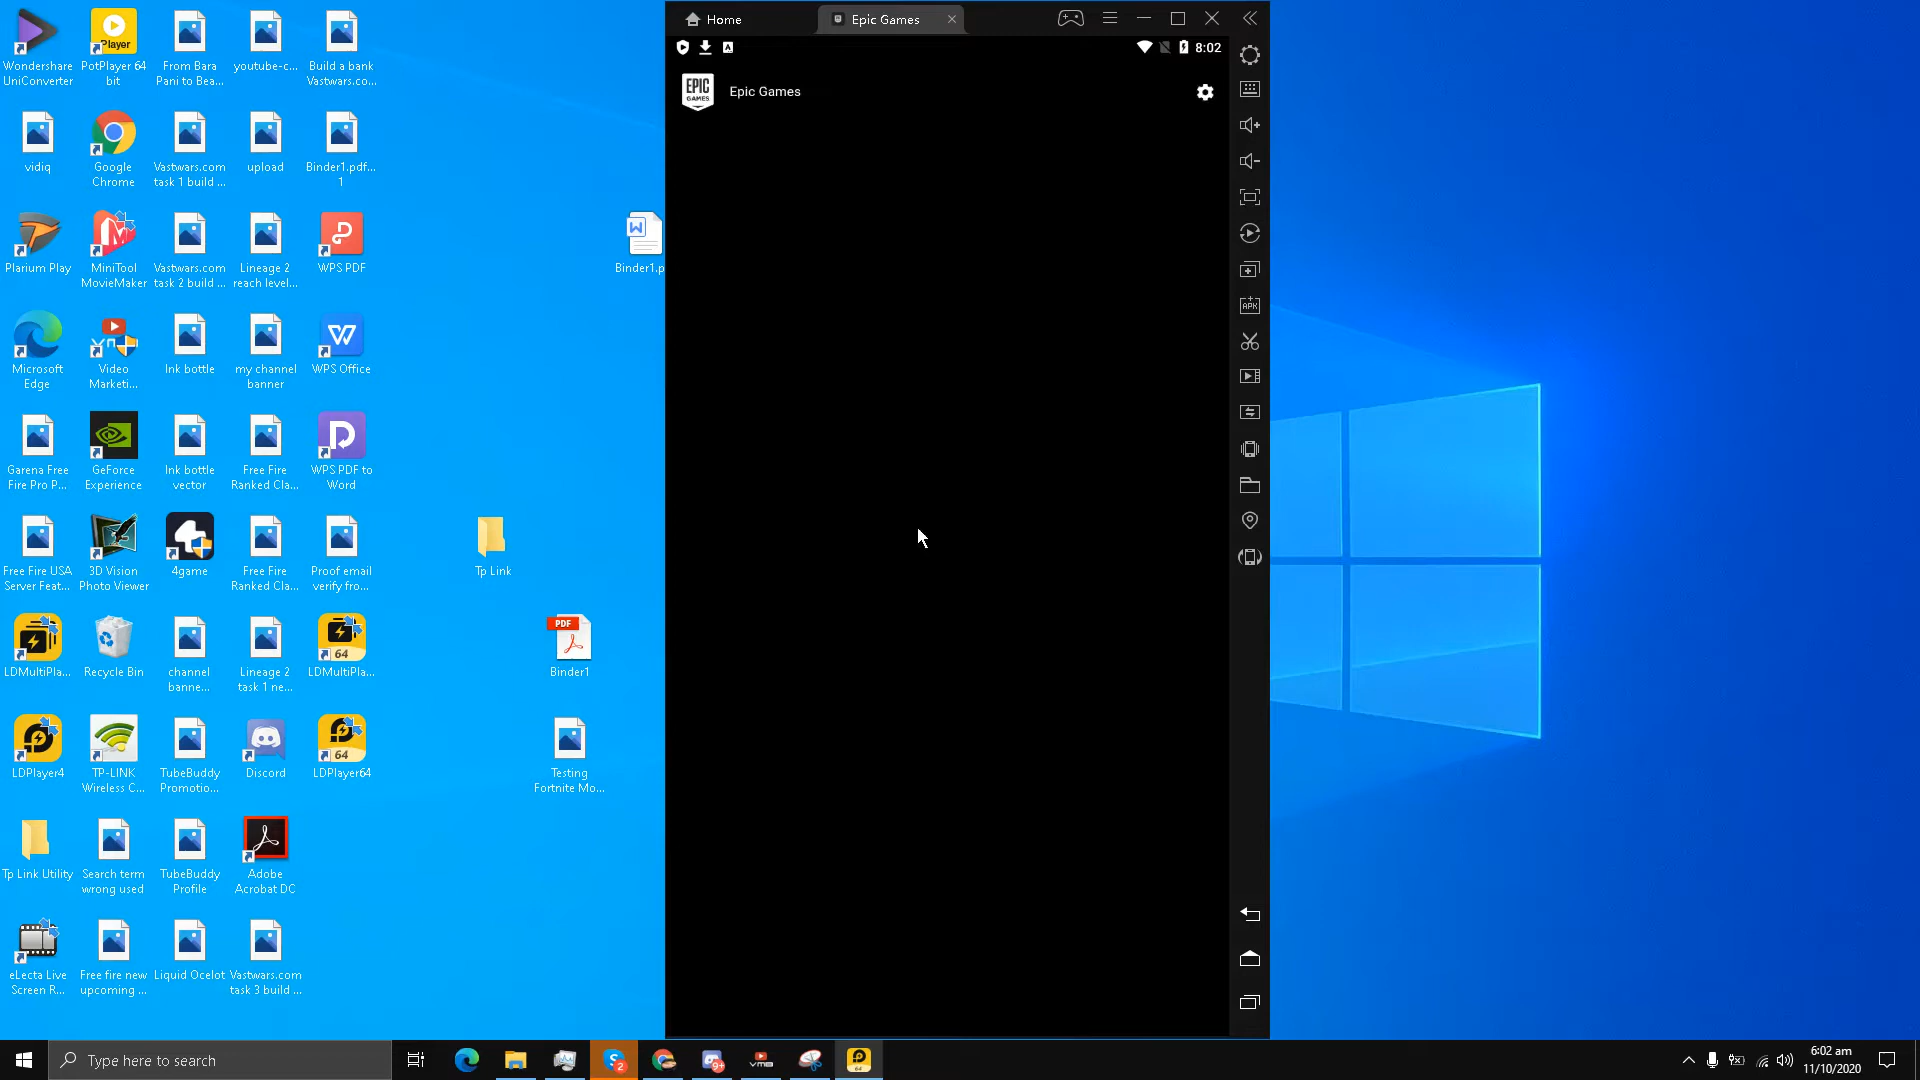 Wondershare
UniConverter
PotPlayer 64
bit
From Bara
Pani to Bea...
youtube-c...
Build a bank
Vastwars.co...
vidiq
Google
Chrome
Vastwars.com
task 1 build ...
upload
Binder1.pdf...
1
Plarium Play
MiniTool
MovieMaker
Vastwars.com
task 2 build ...
Lineage 2
reach level...
WPS PDF
Binder1.p
Microsoft
Edge
Video
Marketi...
Ink bottle
my channel
banner
WPS Office
Garena Free
Fire Pro P...
GeForce
Experience
Ink bottle
vector
Free Fire
Ranked Cla...
WPS PDF to
Word
Free Fire USA
Server Feat...
3D Vision
Photo Viewer
4game
Free Fire
Ranked Cla...
Proof email
verify fro...
Tp Link
LDMultiPla...
Recycle Bin
channel
banne...
Lineage 2
task 1 ne...
64
LDMultiPla...
PDF
Binder1
LDPlayer4
TP-LINK
Wireless C...
TubeBuddy
Promotio...
Discord
64
LDPlayer64
Testing
Fortnite Mo...
Tp Link Utility
Search term
wrong used
TubeBuddy
Profile
Adobe
Acrobat DC
eLecta Live
Screen R...
Free fire new
upcoming ...
Liquid Ocelot
Vastwars.com
task 3 build ...
Player
Home
Epic Games
8:02
EPIC
GAMES
Epic Games
APK
Type here to search
2
9+
64
6:02 am
11/10/2020